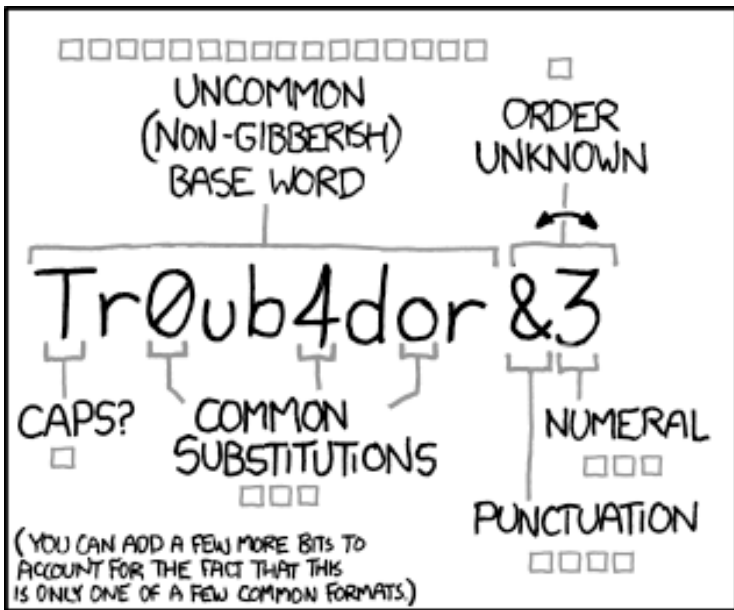 UNCOMMON
(NON-GIBBERISH)
BASE WORD
ORDER
UNKNOWN
Tr0ub4dor &3
CAPS?
COMMON
SUBSTITUTIONS
NUMERAL
PUNCTUATION
(YOU CAN ADD A FEW MORE BITS TO
ACCOUNT FOR THE FACT THAT THIS
IS ONLY ONE OF A FEW COMMON FORMATS.)